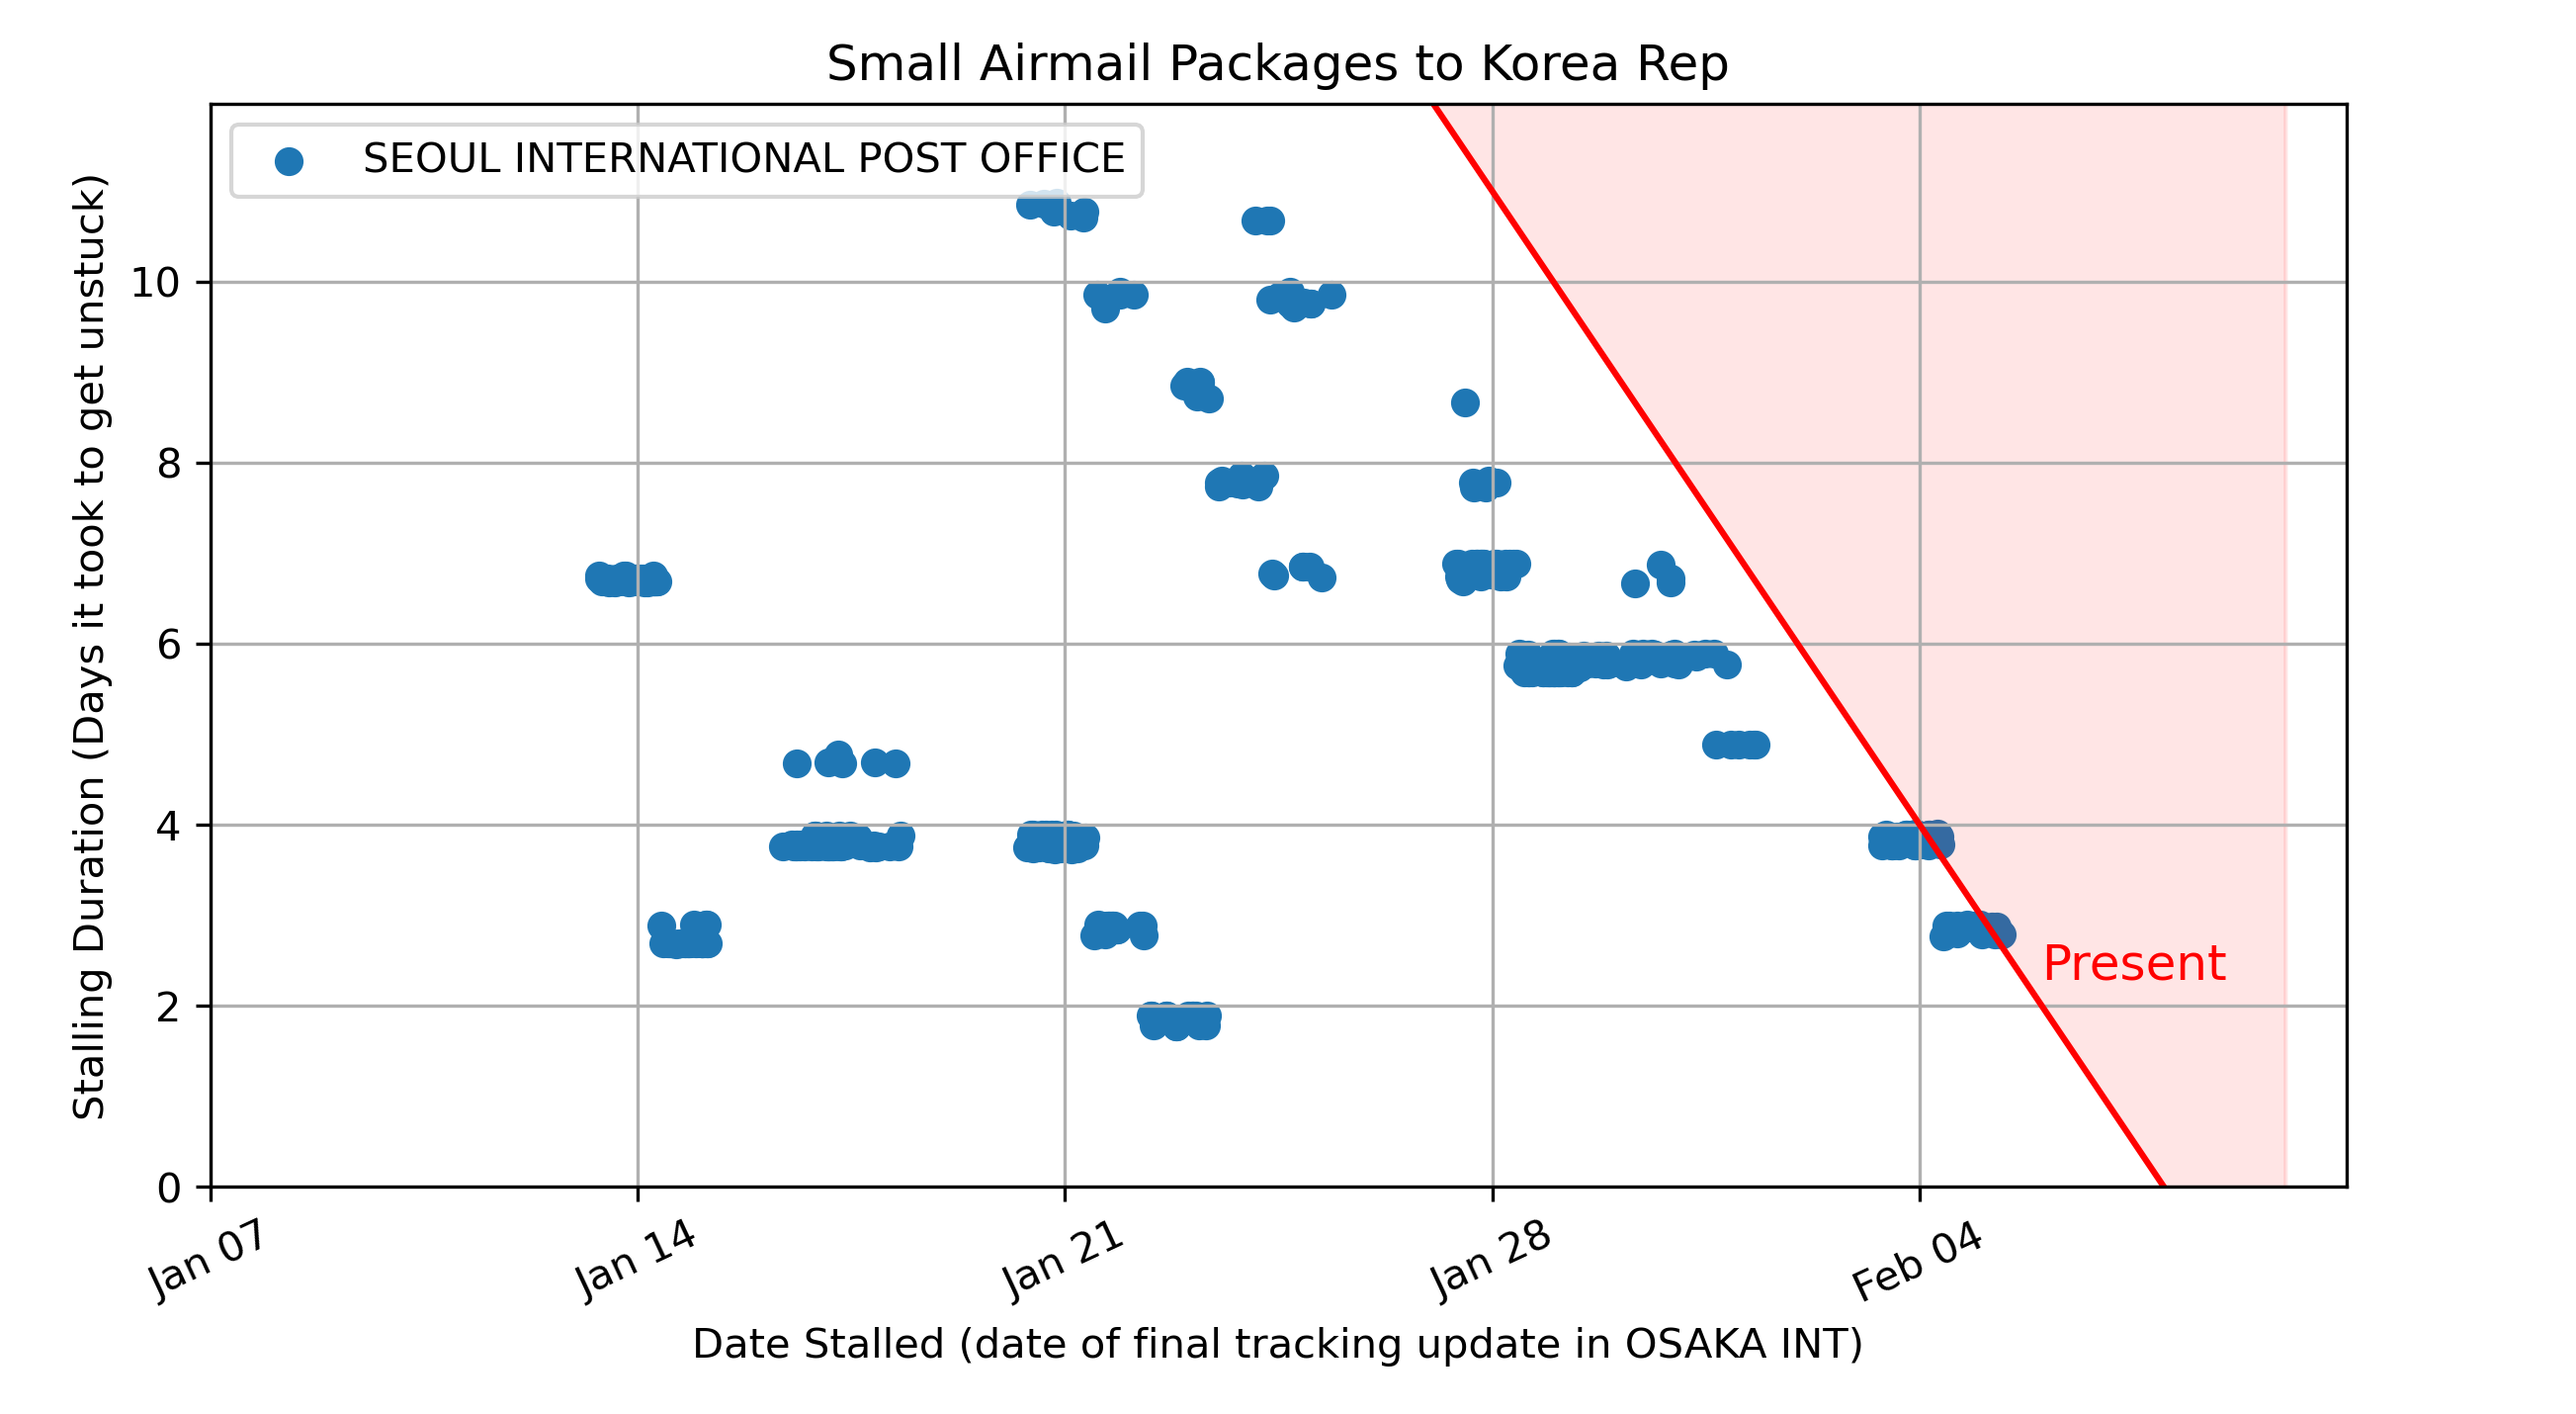 Small Airmail Packages to Korea Rep
SEOUL INTERNATIONAL POST OFFICE
Stalling Duration (Days it took to get unstuck)
10
8
6
4
2
0
Present
Jan 07
Jan 14
Jan 21
Jan 28
Feb 04
Date Stalled (date of final tracking update in OSAKA INT)